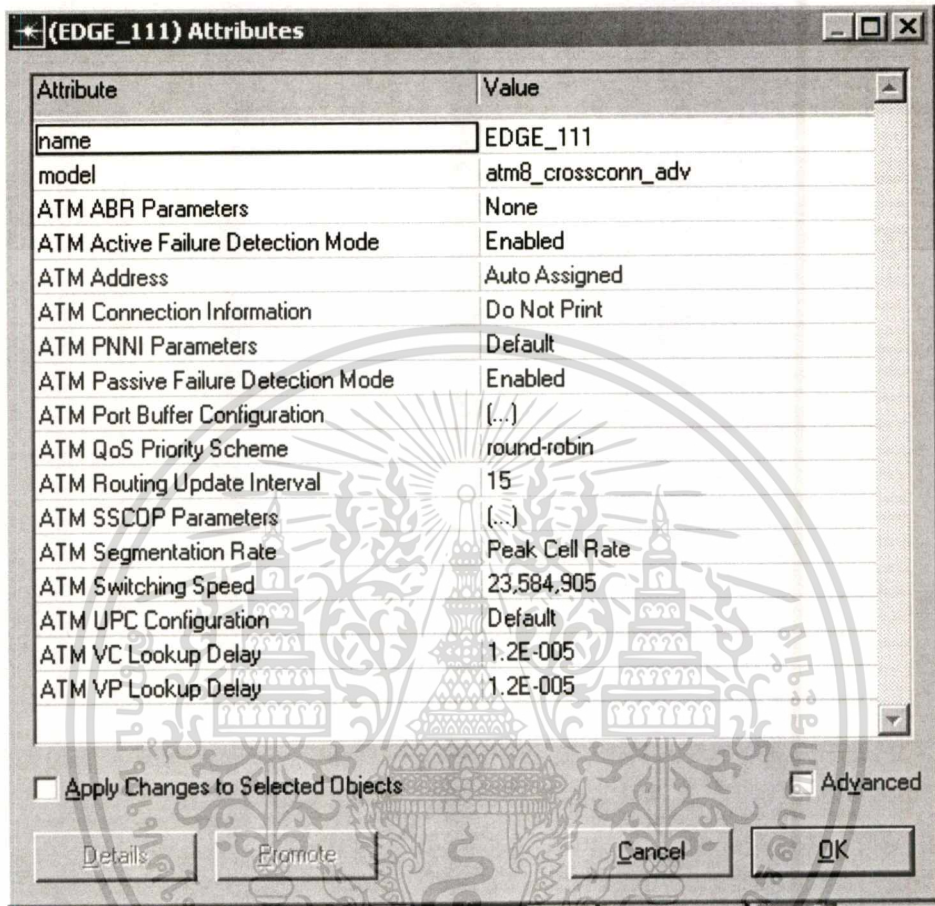 (EDGE_111) Attributes
Attribute Value
name EDGE_111
model atm8_crossconn_adv
ATM ABR Parameters None
ATM Active Failure Detection Mode Enabled
ATM Address Auto Assigned
ATM Connection Information Do Not Print
ATM PNNI Parameters Default
ATM Passive Failure Detection Mode Enabled
ATM Port Buffer Configuration (...)
ATM QoS Priority Scheme round-robin
ATM Routing Update Interval 15
ATM SSCOP Parameters (...)
ATM Segmentation Rate Peak Cell Rate
ATM Switching Speed 23,584,905
ATM UPC Configuration Default
ATM VC Lookup Delay 1.2E-005
ATM VP Lookup Delay 1.2E-005
Apply Changes to Selected Objects Advanced
Details Promote Cancel OK